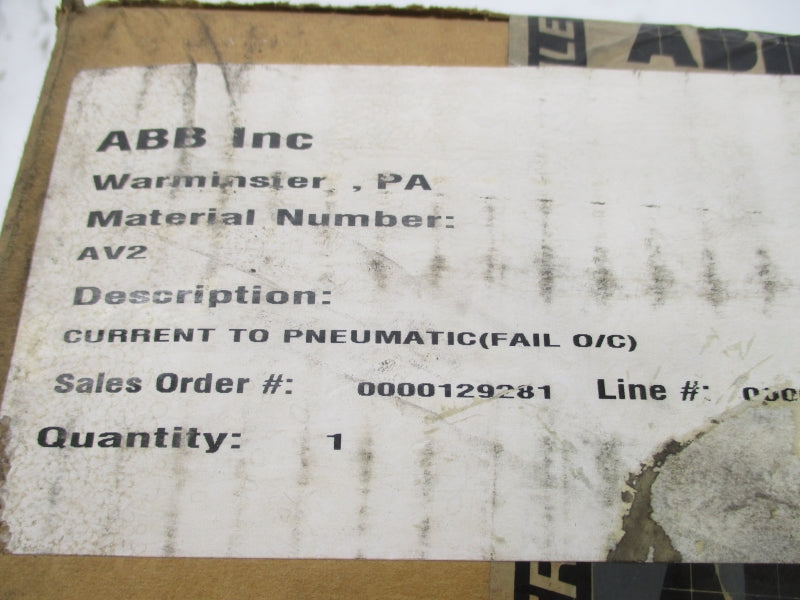 ABB
ABB Inc
Warminster , PA
Material Number:
AV2
Description:
CURRENT TO PNEUMATIC(FAIL O/C)
Sales Order #: 0000129281 Line #:
Quantity: 1